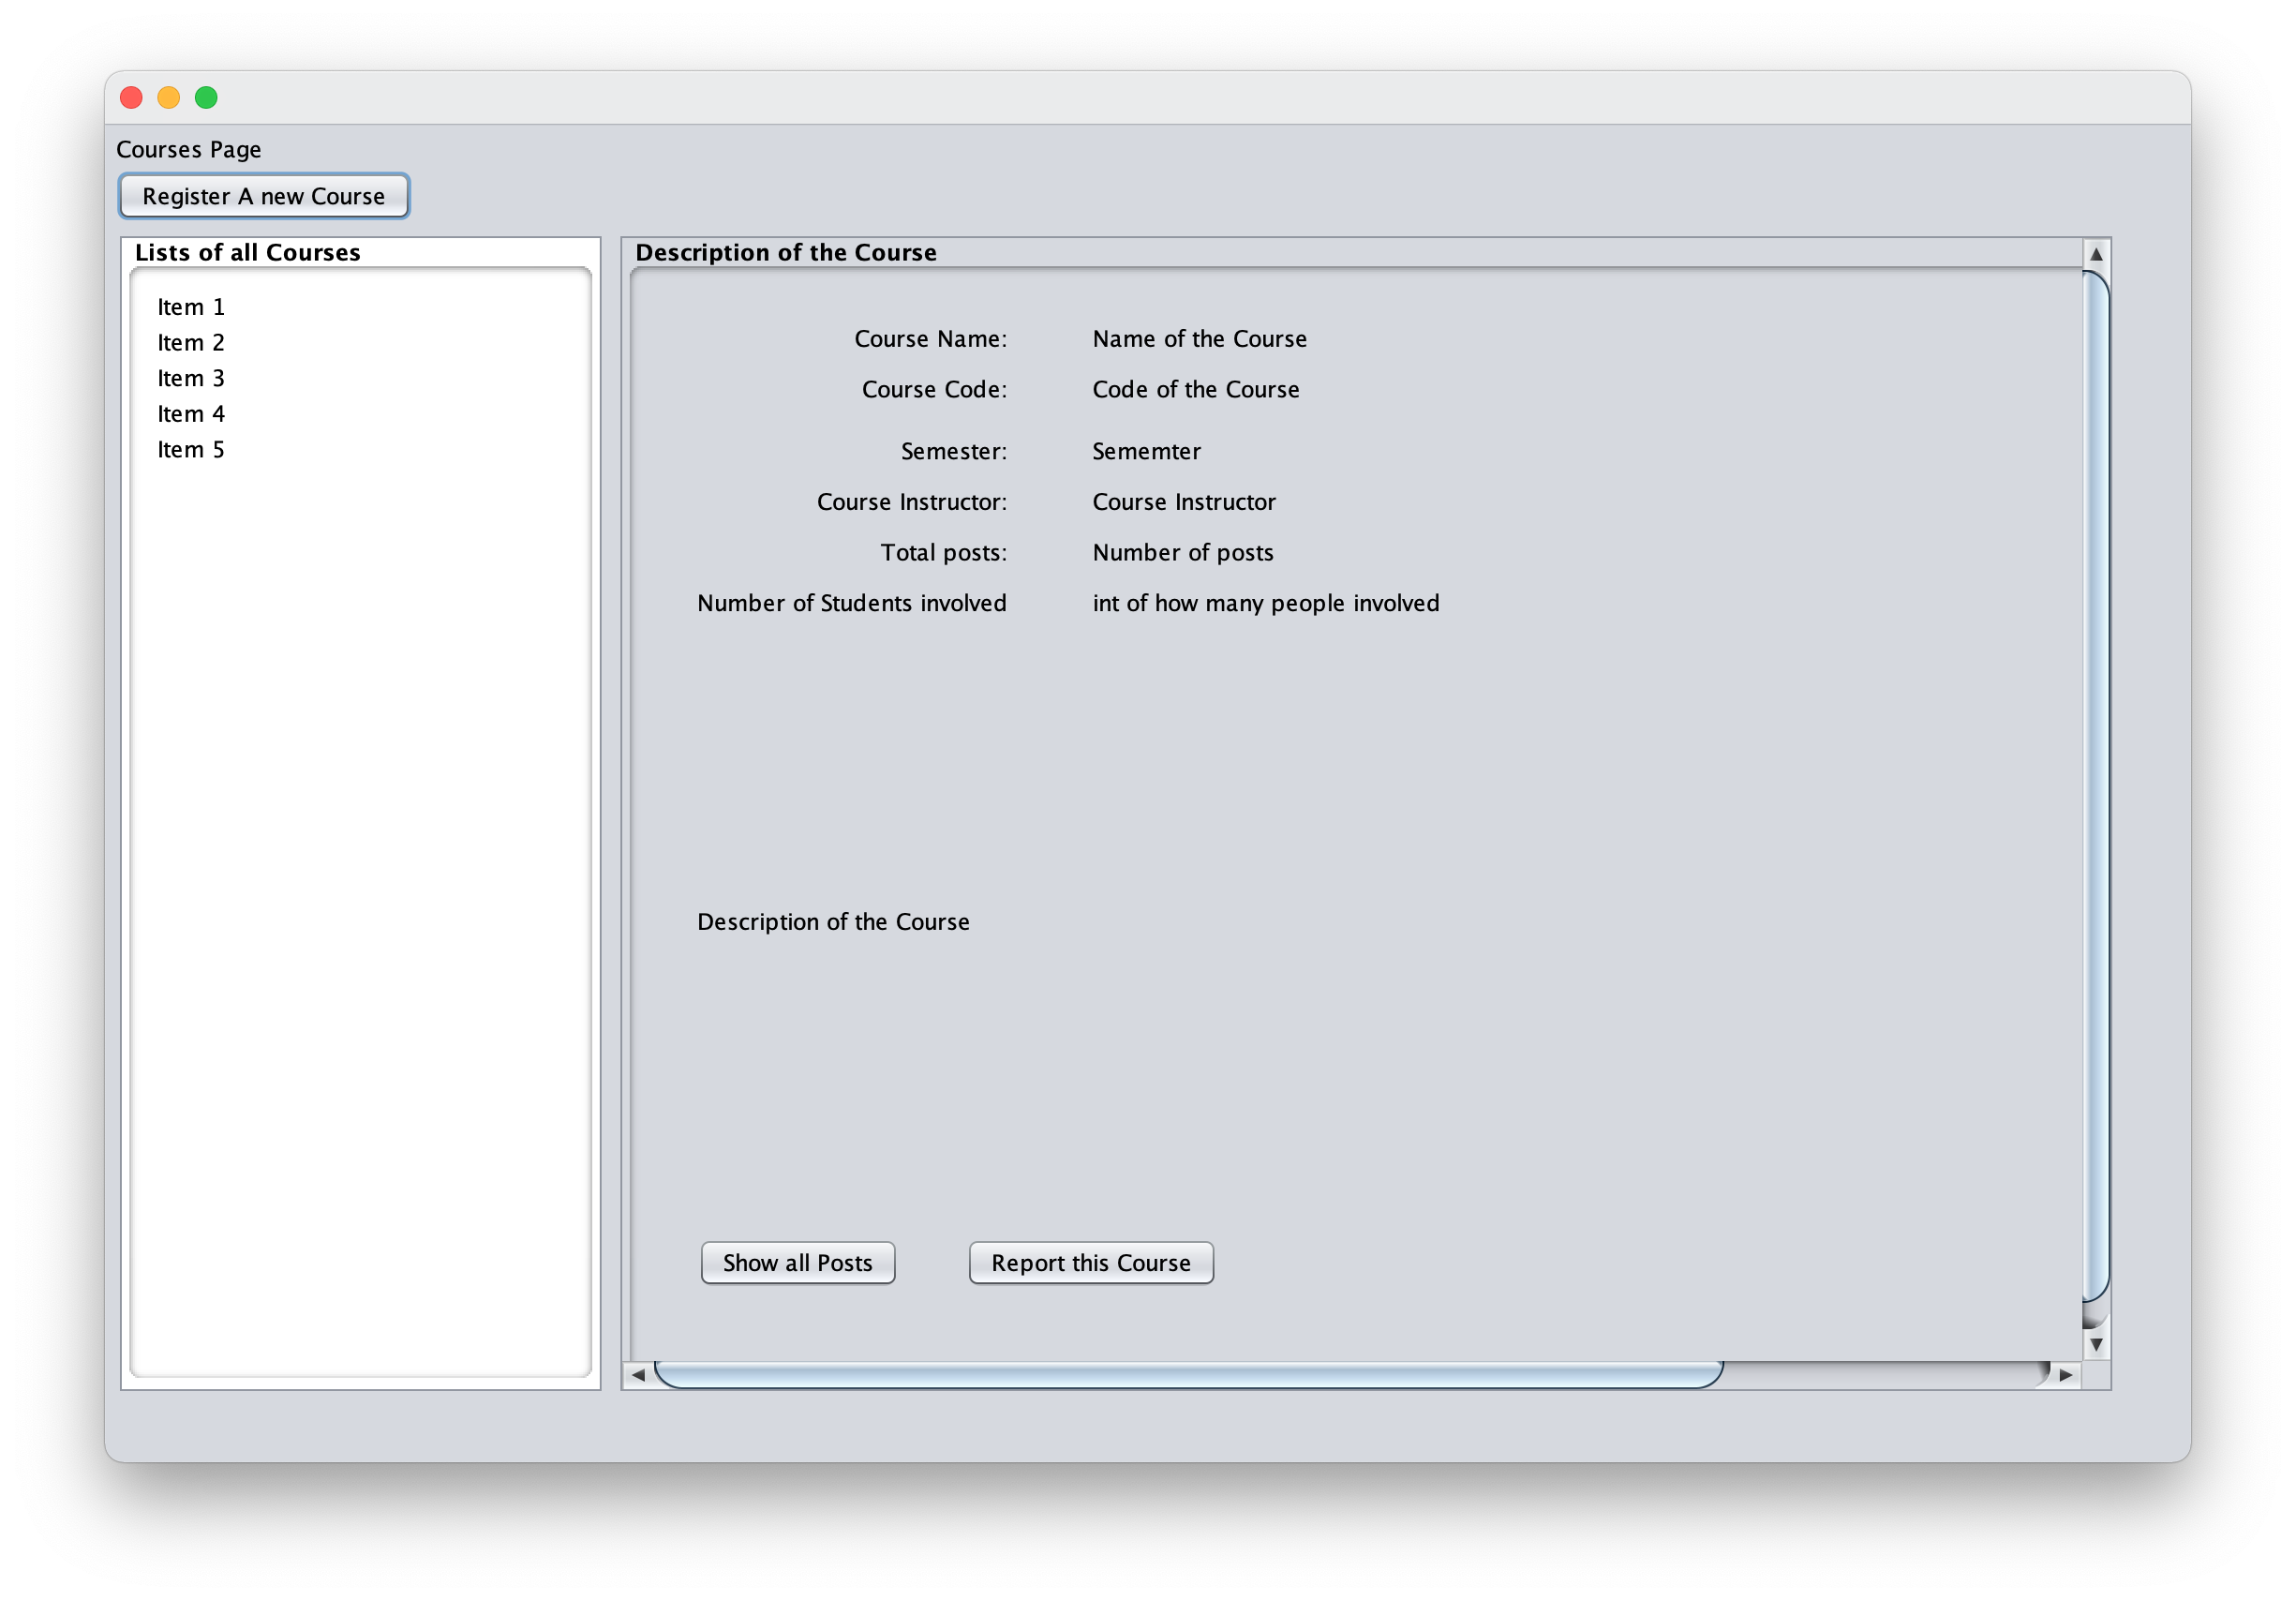 Courses Page
Register A new Course
Lists of all Courses
Item 1
Item 2
Item 3
Item 4
Item 5
Description of the Course
Course Name: Name of the Course
Course Code: Code of the Course
Semester: Sememter
Course Instructor: Course Instructor
Total posts: Number of posts
Number of Students involved int of how many people involved
Description of the Course
Show all Posts Report this Course